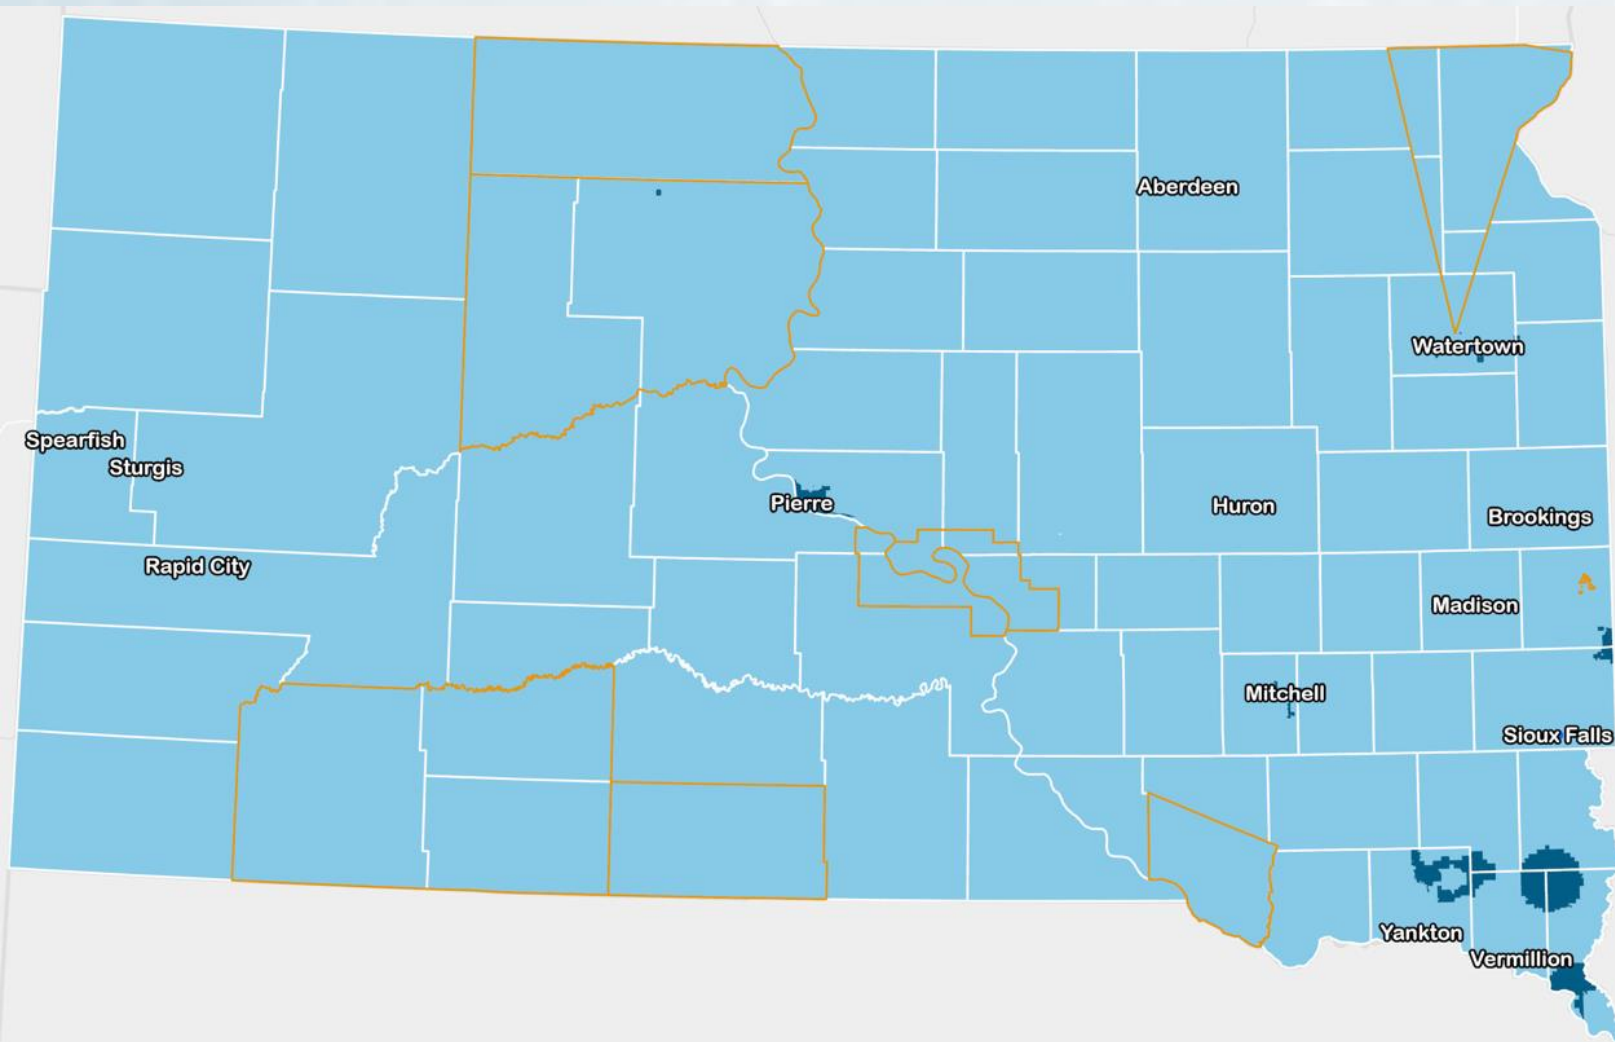 Aberdeen
Watertown
Spearfish
Sturgis
Pierre
Huron
Brookings
Rapid City
Madison
Mitchell
Sioux Falls
Yankton
Vermillion